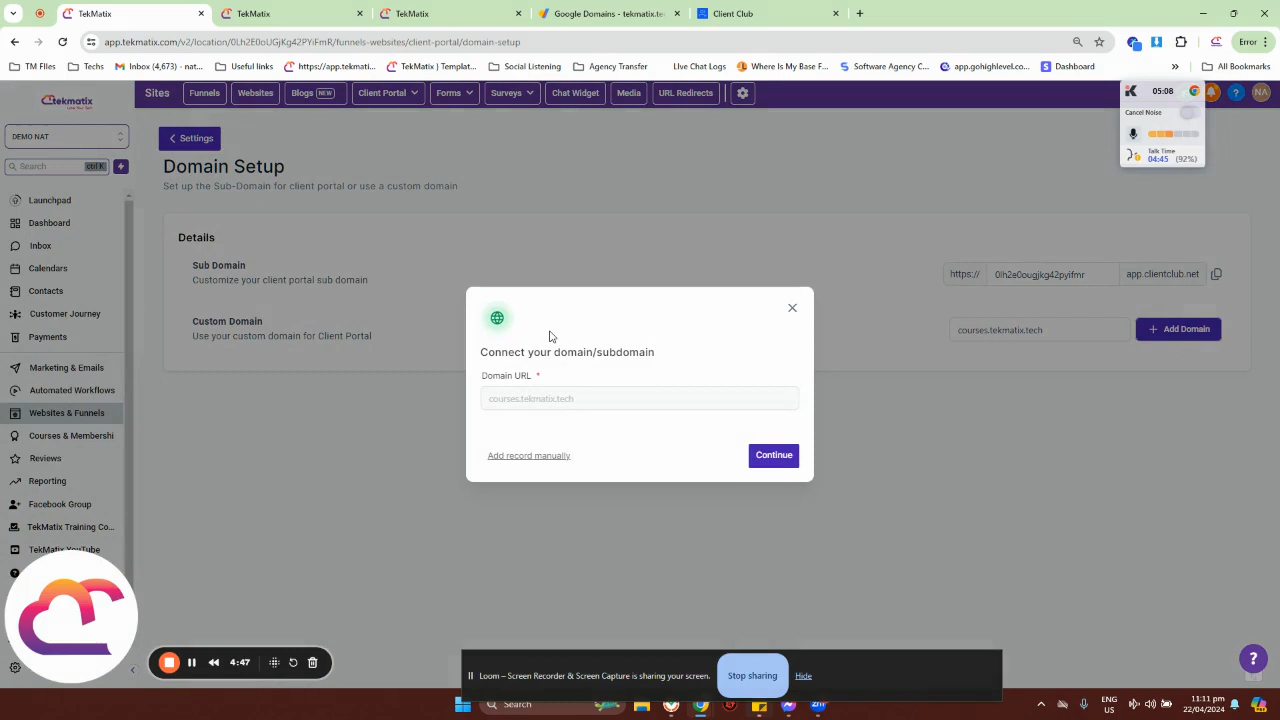 TekMatix
TekMatix
TekMatix
Google Domains - tekmatix.te
Client Club
app.tekmatix.com/v2/location/0Lh2E0oUgJjKg42PYiFmR/funnels-websites/client-portal/domain-setup
Error
TM FIles
Techs
Inbox (4,673) - nat...
Useful links
https://app.tekmatix...
TekMatix ) Templat...
Social Listening
Agency Transfer
Live Chat Logs
Where Is 6-Figure M...
Software Agency C...
app.gohighlevel.co...
Dashboard
All Bookmarks
tekmatix
Sites
Funnels
Websites
Blogs NEW
Client Portal
Forms
Surveys
Chat Widget
Media
URL Redirects
05:08
NA
Cancel Noise
Talk Time
04:45 (92%)
DEMO NAT
Search
ctrl K
Settings
Domain Setup
Set up the Sub-Domain for client portal or use a custom domain
Launchpad
Dashboard
Inbox
Calendars
Contacts
Customer Journey
Payments
Marketing & Emails
Automated Workflows
Websites & Funnels
Courses & Membershi
Reviews
Reporting
Facebook Group
TekMatix Training Co...
TekMatix YouTube
Details
Sub Domain
Customize your client portal sub domain
https://
0lh2e0ougjkg42pyifmr
app.clientclub.net
Custom Domain
Use your custom domain for Client Portal
courses.tekmatix.tech
+ Add Domain
Connect your domain/subdomain
Domain URL *
courses.tekmatix.tech
Add record manually
Continue
4:47
Loom – Screen Recorder & Screen Capture is sharing your screen.
Stop sharing
Hide
?
Search
ENG
US
11:11 pm
22/04/2024